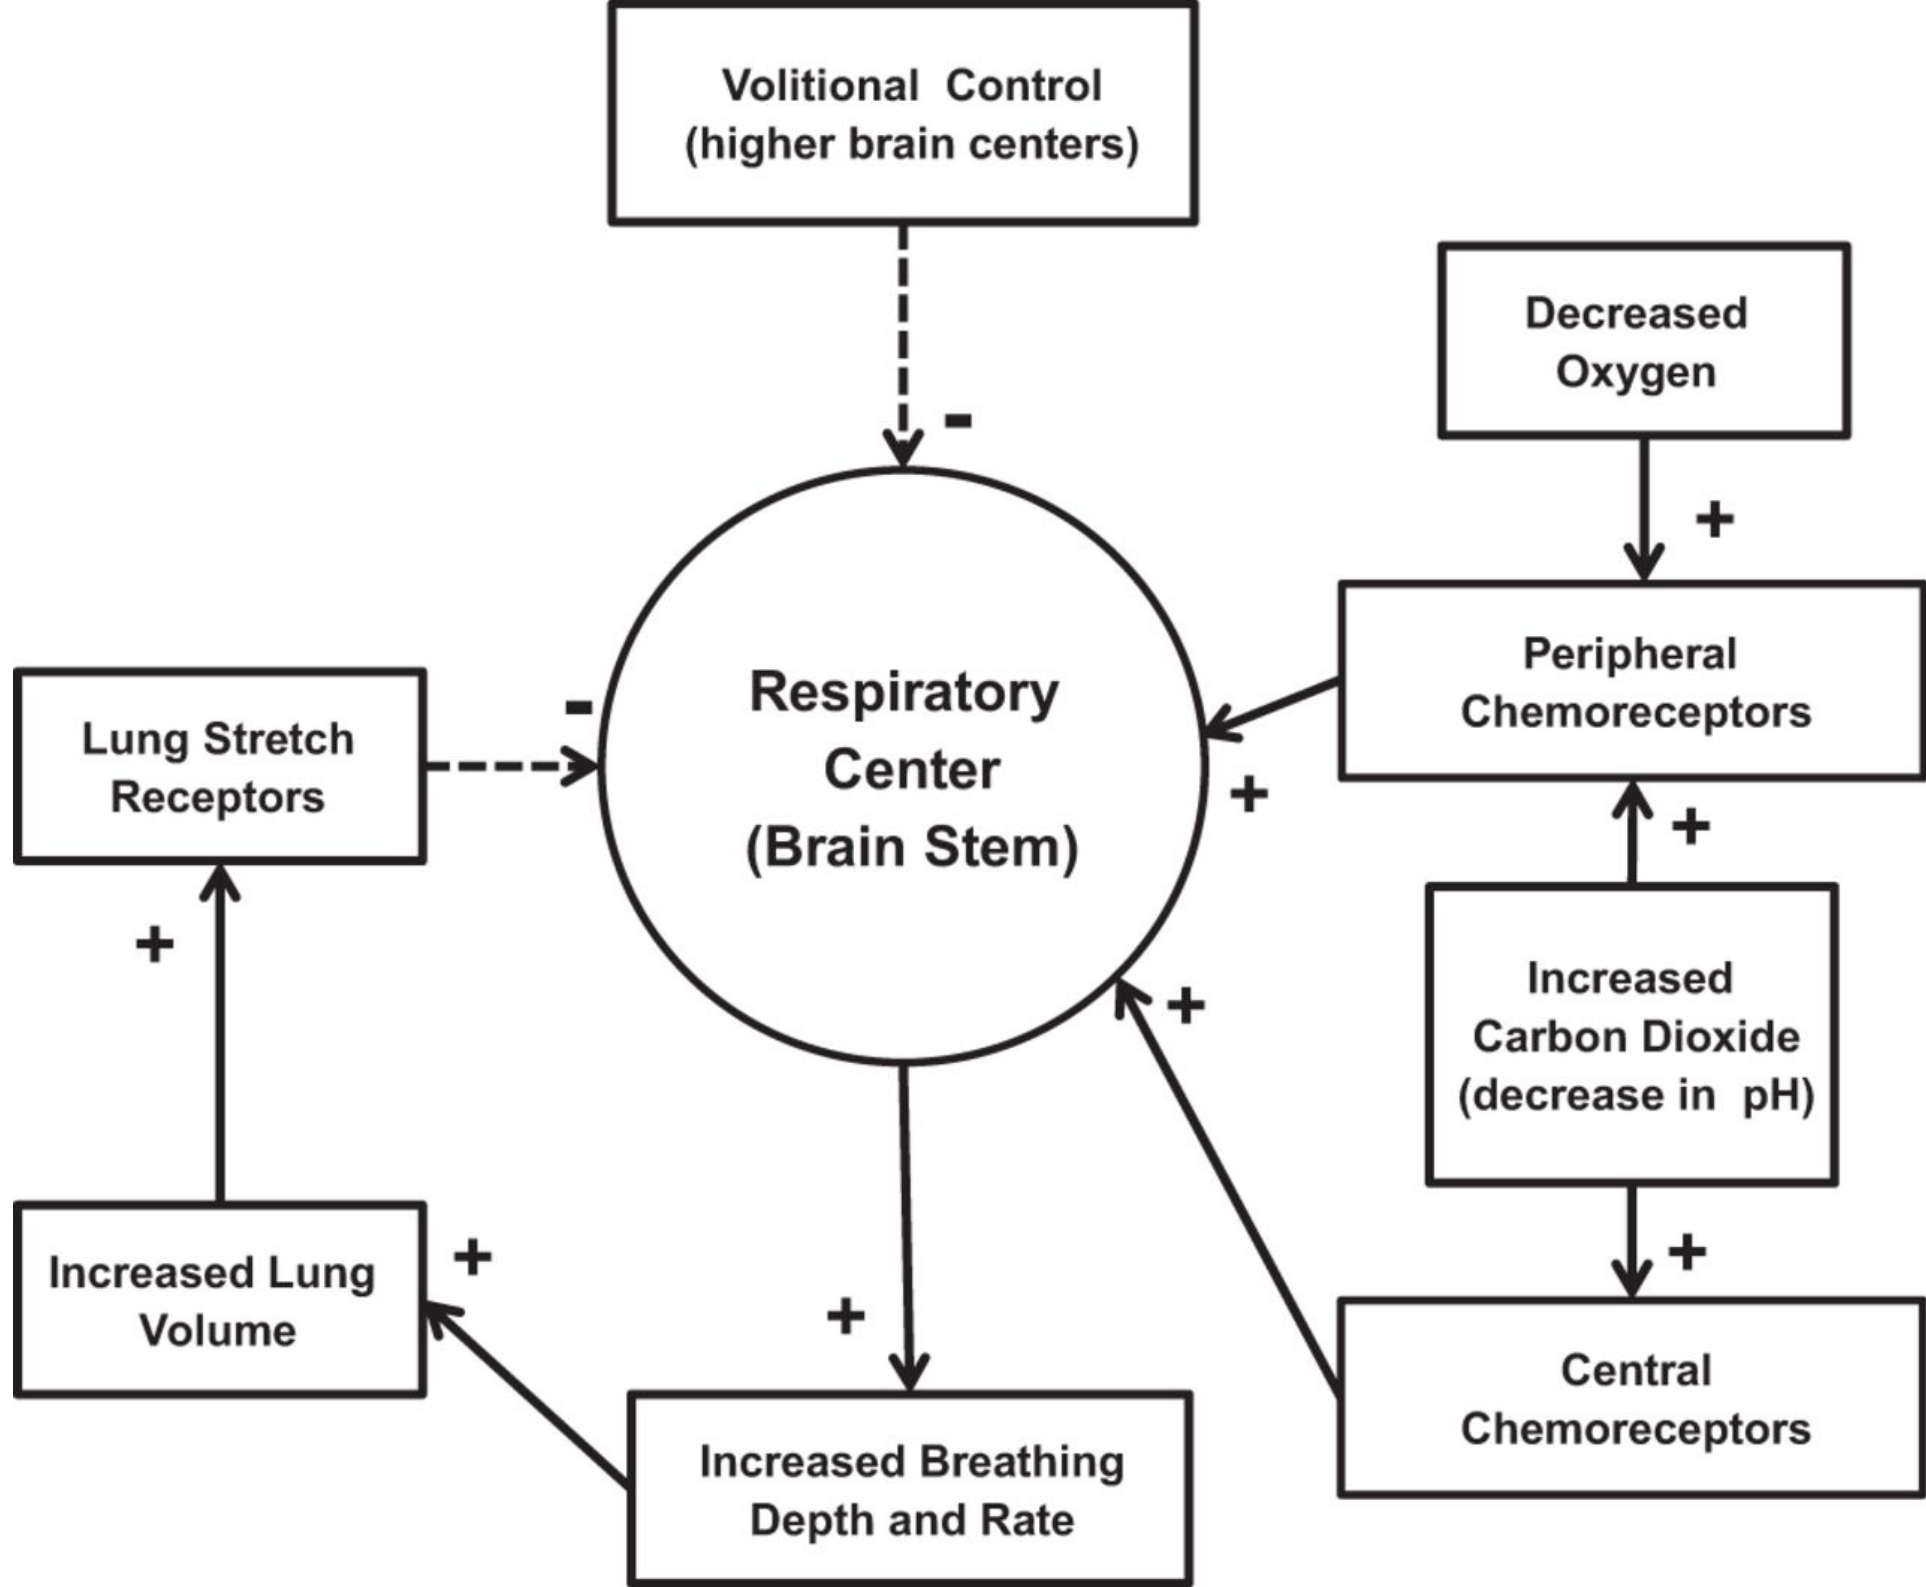 Volitional  Control
(higher brain centers)
-
Decreased
Oxygen
+
Peripheral
Chemoreceptors
+
+
Increased
Carbon Dioxide
(decrease in  pH)
+
Central
Chemoreceptors
+
Respiratory
Center
(Brain Stem)
+
Increased Breathing
Depth and Rate
+
Increased Lung
Volume
+
Lung Stretch
Receptors
-